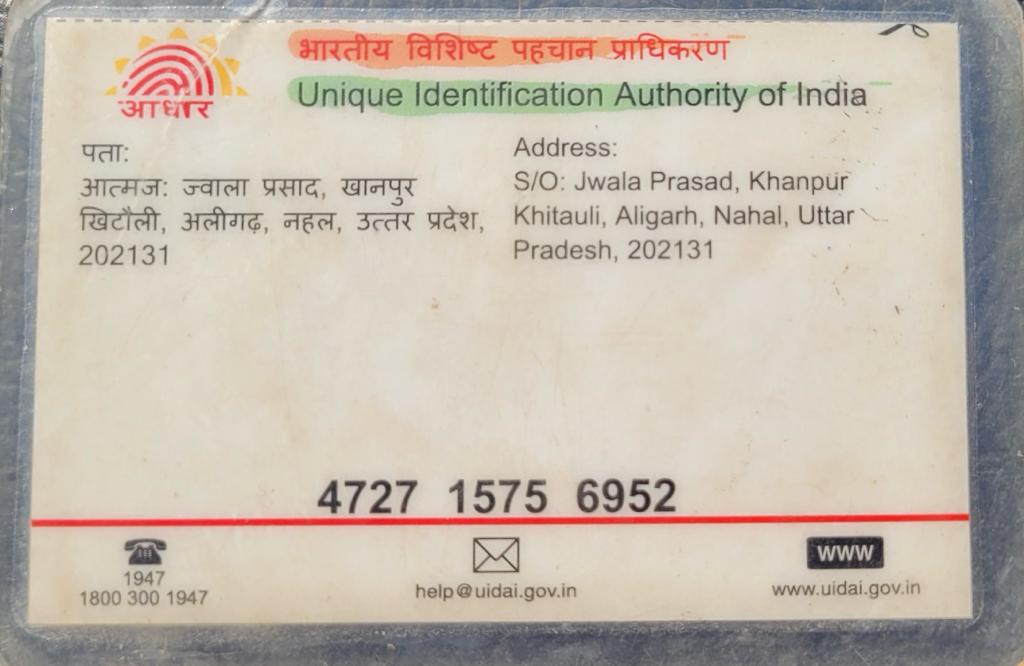 भारतीय विशिष्ट पहचान प्राधिकरण
Unique Identification Authority of India
आधार
पता:
आत्मज: ज्वाला प्रसाद, खानपुर
खिटौली, अलीगढ़, नहल, उत्तर प्रदेश,
202131
Address:
S/O: Jwala Prasad, Khanpur
Khitauli, Aligarh, Nahal, Uttar
Pradesh, 202131
4727 1575 6952
1947
1800 300 1947
help@uidai.gov.in
WWW
www.uidai.gov.in